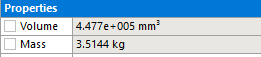 Properties
Volume 4.477e+005 mm³
Mass 3.5144 kg